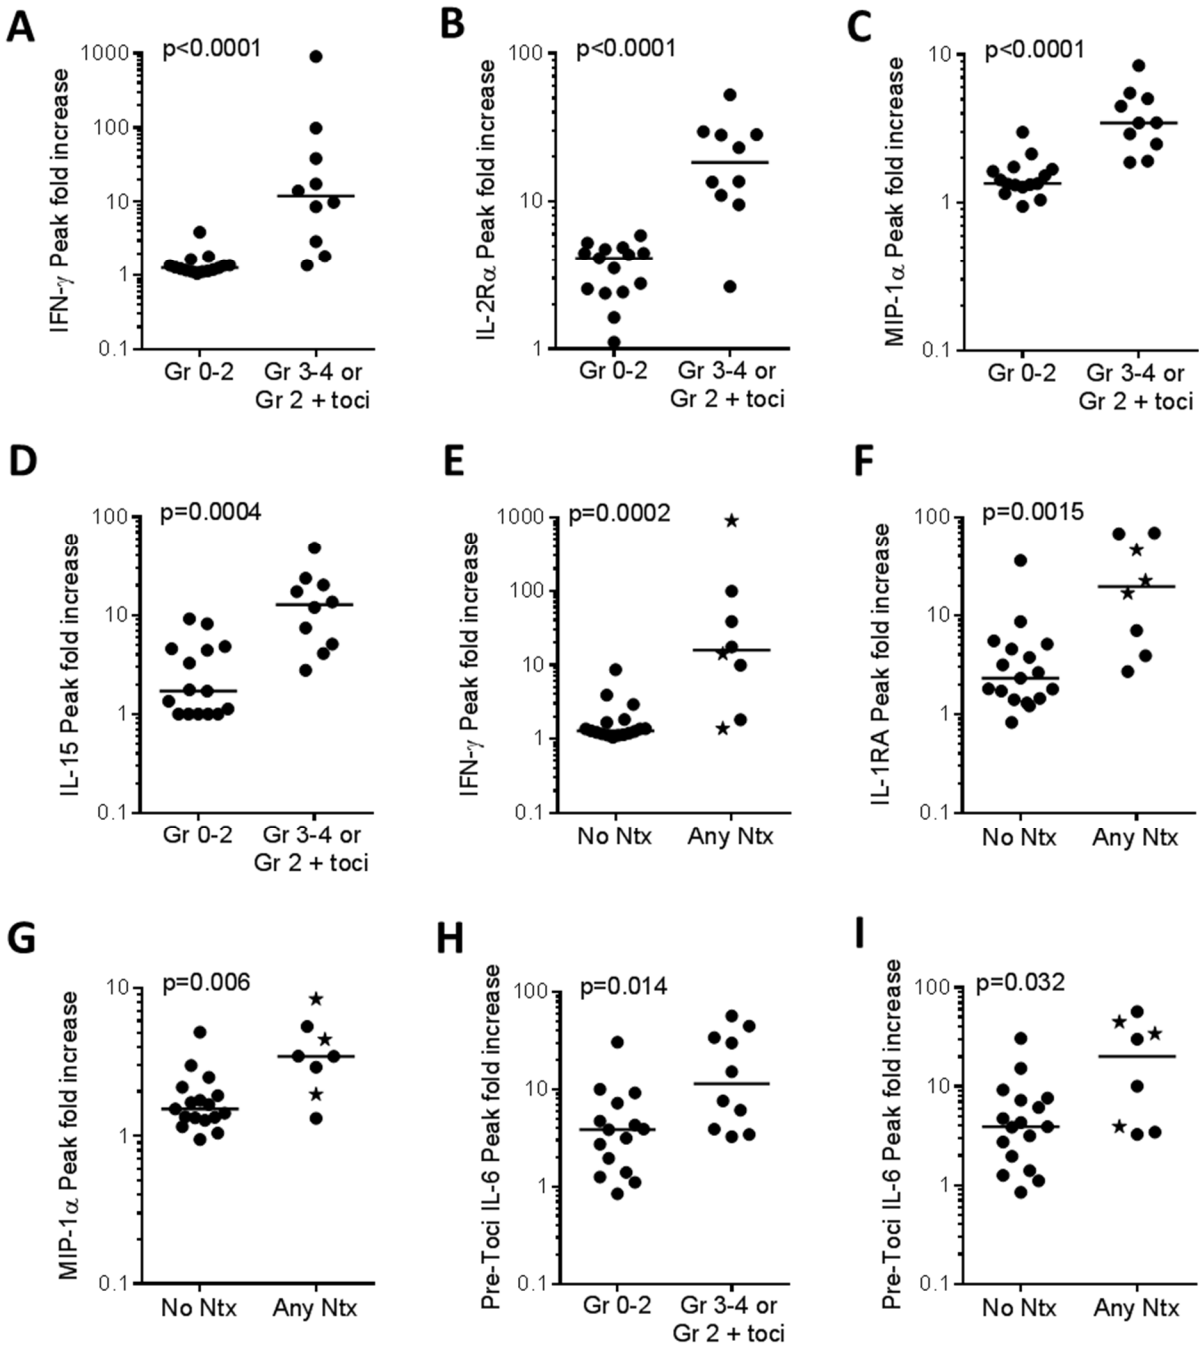 A
p<0.0001
IFN-γ Peak fold increase
1000
100
10
1
0.1
Gr 0-2
Gr 3-4 or
Gr 2 + toci
B
p<0.0001
IL-2Rα Peak fold increase
100
10
1
Gr 0-2
Gr 3-4 or
Gr 2 + toci
C
p<0.0001
MIP-1α Peak fold increase
10
1
0.1
Gr 0-2
Gr 3-4 or
Gr 2 + toci
D
p=0.0004
IL-15 Peak fold increase
100
10
1
0.1
Gr 0-2
Gr 3-4 or
Gr 2 + toci
E
p=0.0002
IFN-γ Peak fold increase
1000
100
10
1
0.1
No Ntx
Any Ntx
F
p=0.0015
IL-1RA Peak fold increase
100
10
1
0.1
No Ntx
Any Ntx
G
p=0.006
MIP-1α Peak fold increase
10
1
0.1
No Ntx
Any Ntx
H
p=0.014
Pre-Toci IL-6 Peak fold increase
100
10
1
0.1
Gr 0-2
Gr 3-4 or
Gr 2 + toci
I
p=0.032
Pre-Toci IL-6 Peak fold increase
100
10
1
0.1
No Ntx
Any Ntx